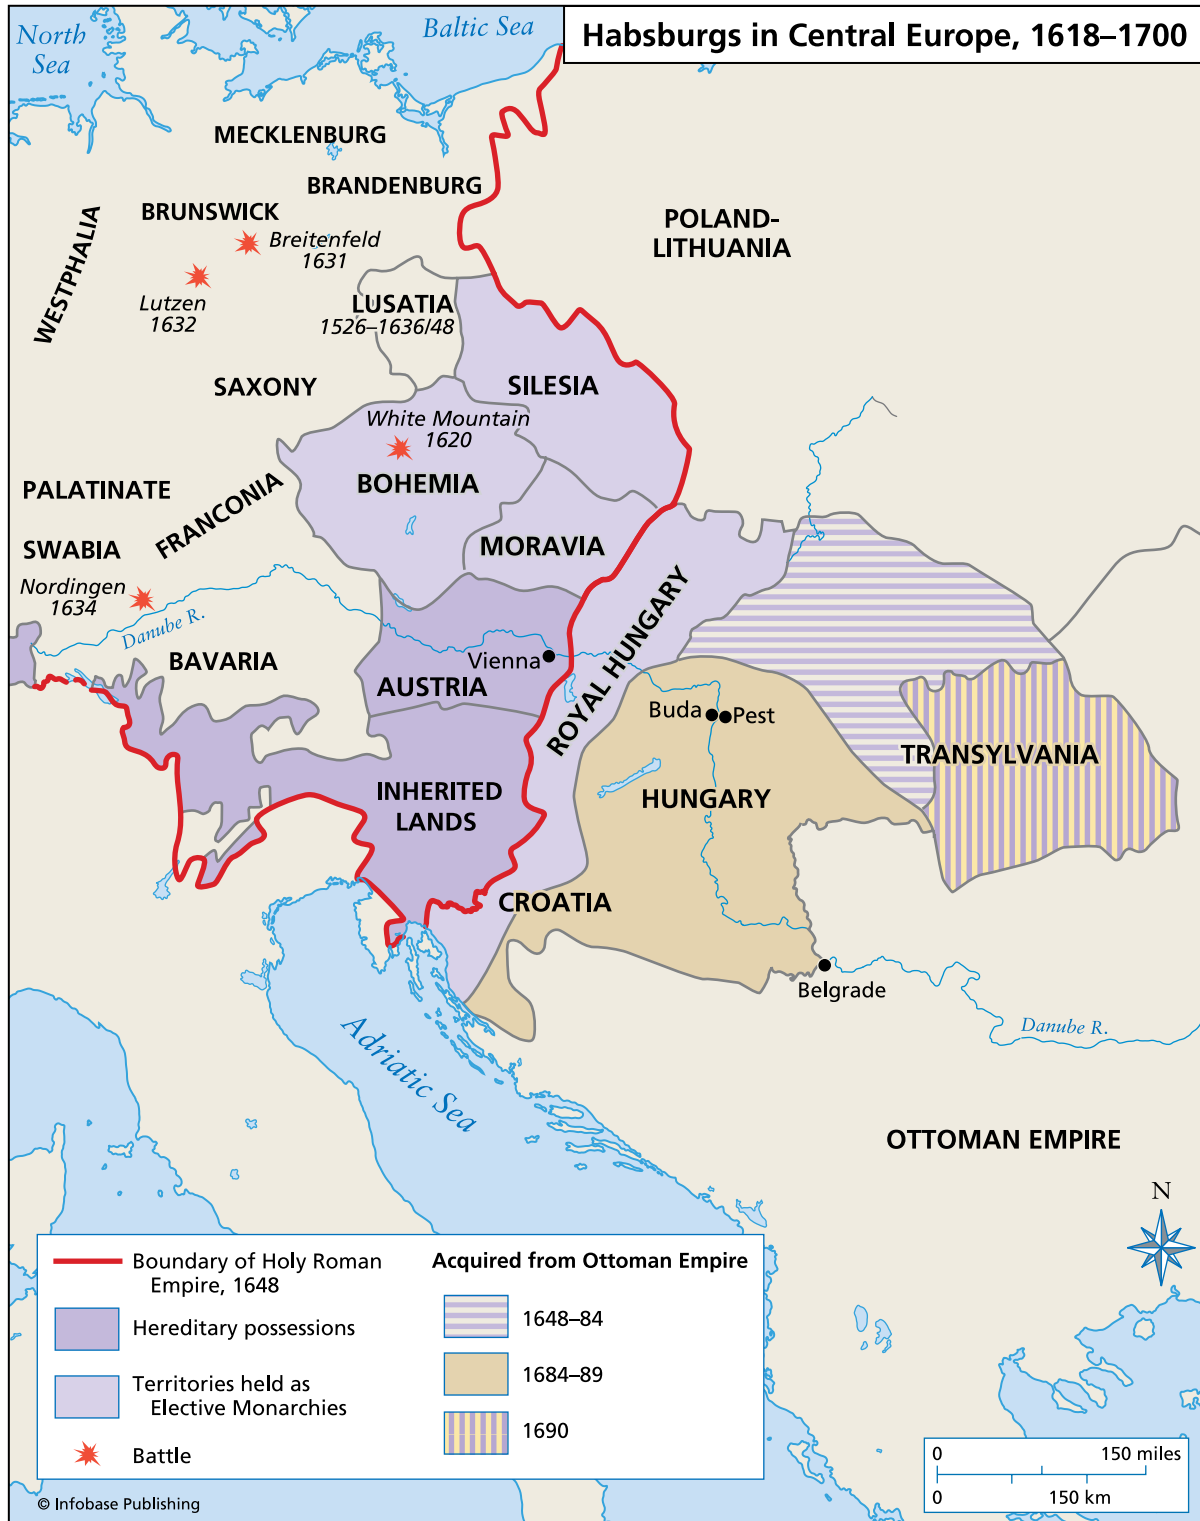 Habsburgs in Central Europe, 1618–1700
North
Sea
Baltic Sea
MECKLENBURG
BRANDENBURG
BRUNSWICK
Breitenfeld
1631
WESTPHALIA
Lutzen
1632
POLAND-
LITHUANIA
LUSATIA
1526–1636/48
SAXONY
SILESIA
White Mountain
1620
BOHEMIA
PALATINATE
FRANCONIA
SWABIA
MORAVIA
Nordingen
1634
Danube R.
BAVARIA
Vienna
AUSTRIA
ROYAL HUNGARY
Buda
Pest
TRANSYLVANIA
INHERITED
LANDS
HUNGARY
CROATIA
Belgrade
Danube R.
Adriatic Sea
OTTOMAN EMPIRE
N
Boundary of Holy Roman
Empire, 1648
Hereditary possessions
Territories held as
Elective Monarchies
Battle
Acquired from Ottoman Empire
1648–84
1684–89
1690
0
150 miles
0
150 km
© Infobase Publishing